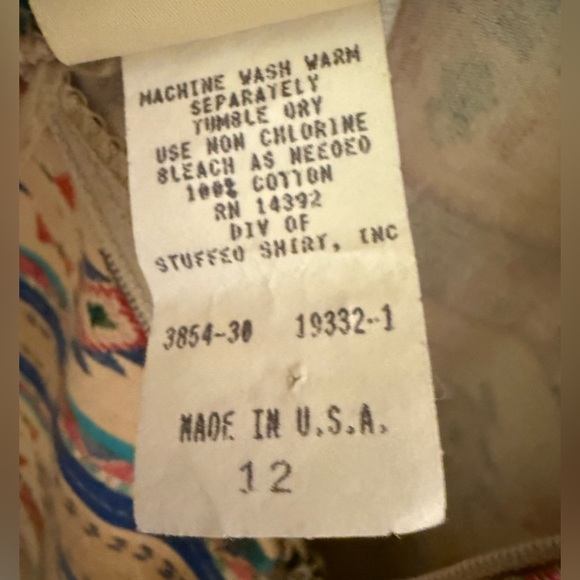 MACHINE WASH WARM
SEPARATELY
TUMBLE DRY
USE NON CHLORINE
BLEACH AS NEEDED
100% COTTON
RN 14392
DIV OF
STUFFED SHIRT, INC
3854-30 19332-1
MADE IN U.S.A.
12